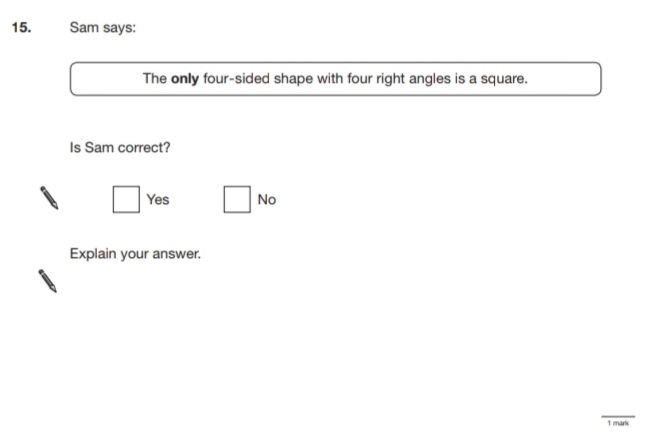 15. Sam says:
The only four-sided shape with four right angles is a square.
Is Sam correct?
Yes No
Explain your answer.
1 mark